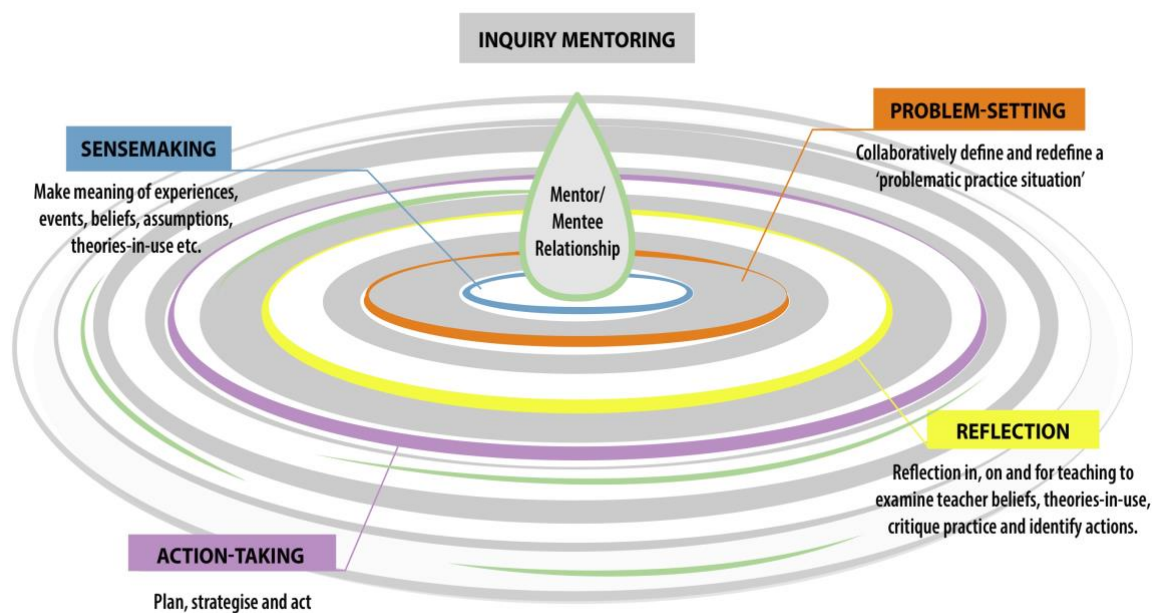 INQUIRY MENTORING
PROBLEM-SETTING
Collaboratively define and redefine a
‘problematic practice situation’
SENSEMAKING
Make meaning of experiences,
events, beliefs, assumptions,
theories-in-use etc.
Mentor/
Mentee
Relationship
REFLECTION
Reflection in, on and for teaching to
examine teacher beliefs, theories-in-use,
critique practice and identify actions.
ACTION-TAKING
Plan, strategise and act